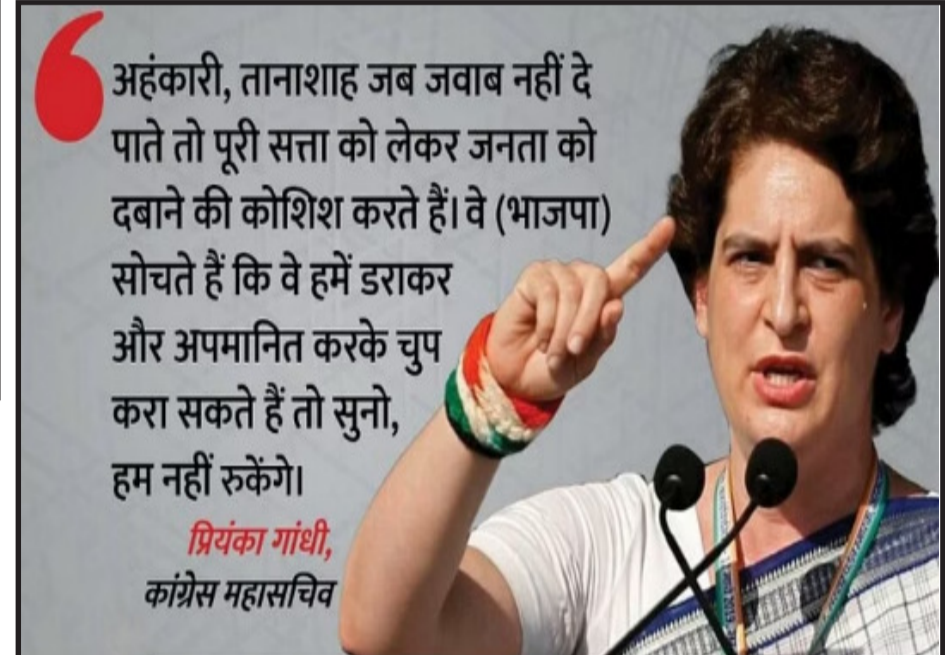 अहंकारी, तानाशाह जब जवाब नहीं दे
पाते तो पूरी सत्ता को लेकर जनता को
दबाने की कोशिश करते हैं। वे (भाजपा)
सोचते हैं कि वे हमें डराकर
और अपमानित करके चुप
करा सकते हैं तो सुनो,
हम नहीं रुकेंगे।
प्रियंका गांधी,
कांग्रेस महासचिव